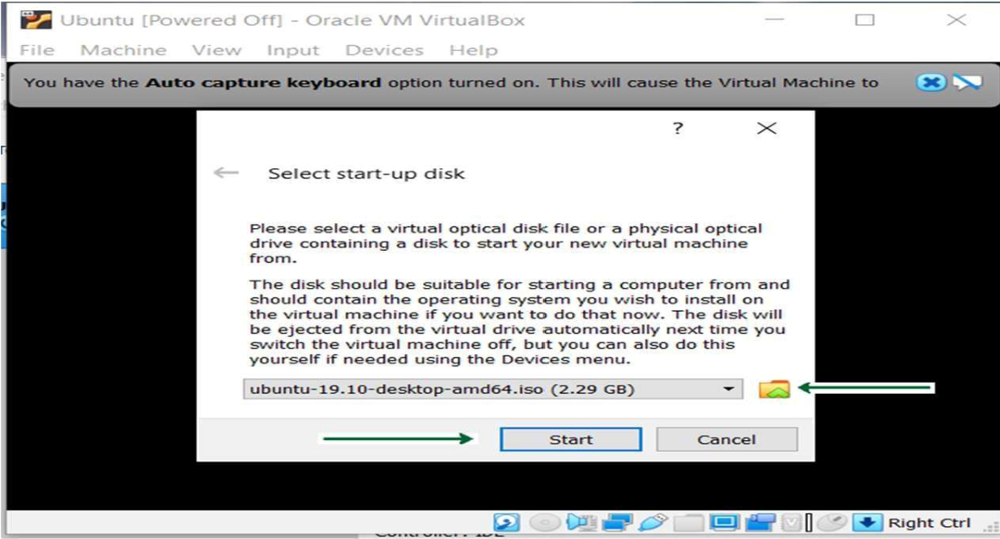 Ubuntu [Powered Off] - Oracle VM VirtualBox
File Machine View Input Devices Help
You have the Auto capture keyboard option turned on. This will cause the Virtual Machine to
?
Select start-up disk
Please select a virtual optical disk file or a physical optical
drive containing a disk to start your new virtual machine
from.
The disk should be suitable for starting a computer from and
should contain the operating system you wish to install on
the virtual machine if you want to do that now. The disk will
be ejected from the virtual drive automatically next time you
switch the virtual machine off, but you can also do this
yourself if needed using the Devices menu.
ubuntu-19.10-desktop-amd64.iso (2.29 GB)
Start Cancel
Right Ctrl
Controller: IDE